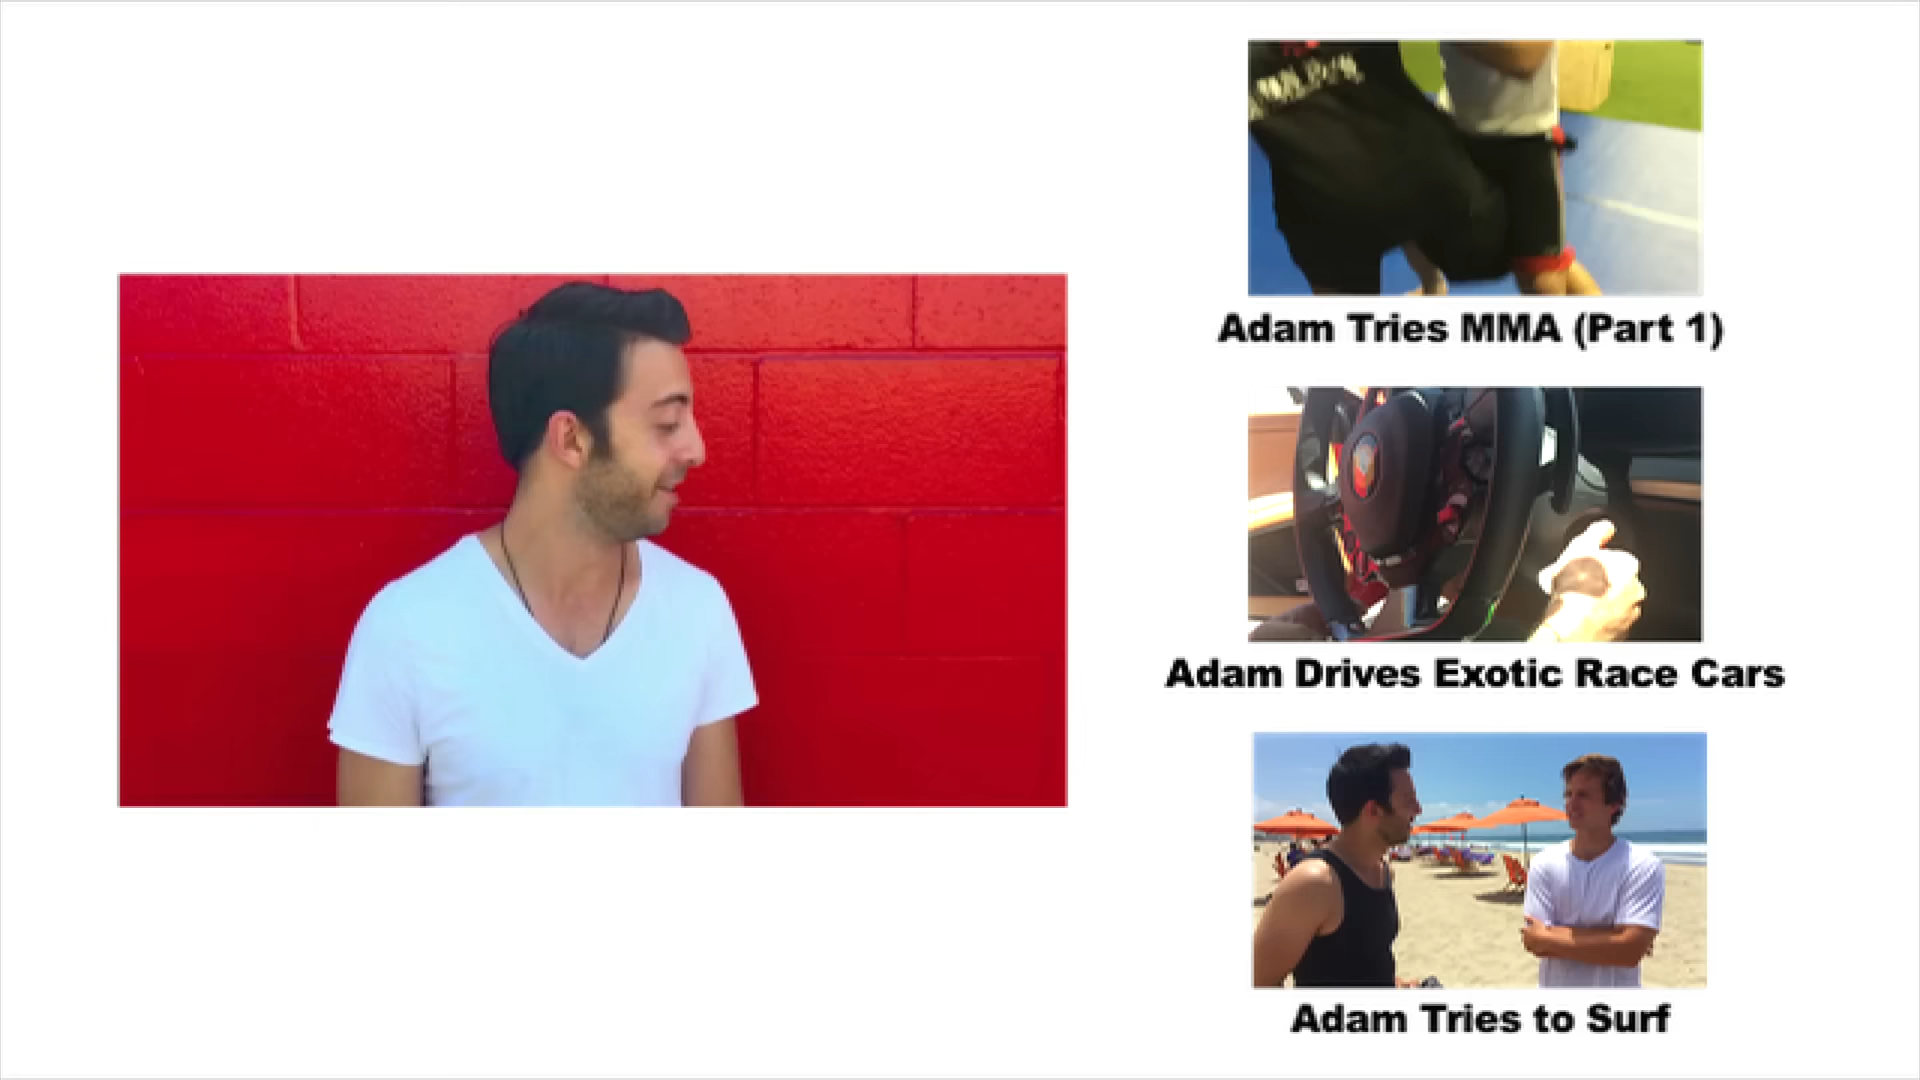 Adam Tries MMA (Part 1)
Adam Drives Exotic Race Cars
Adam Tries to Surf